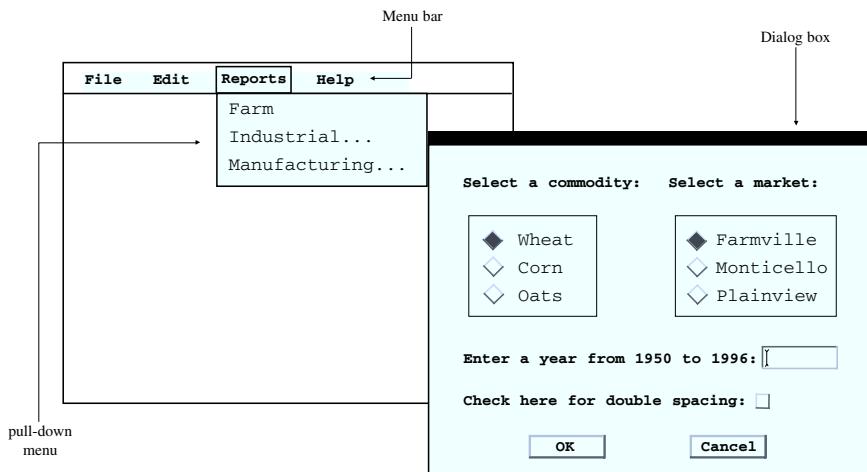 Menu bar
Dialog box
File Edit Reports Help
Farm
Industrial...
Manufacturing...
Select a commodity: Select a market:
Wheat Farmville
Corn Monticello
Oats Plainview
Enter a year from 1950 to 1996:
Check here for double spacing:
OK Cancel
pull-down
menu